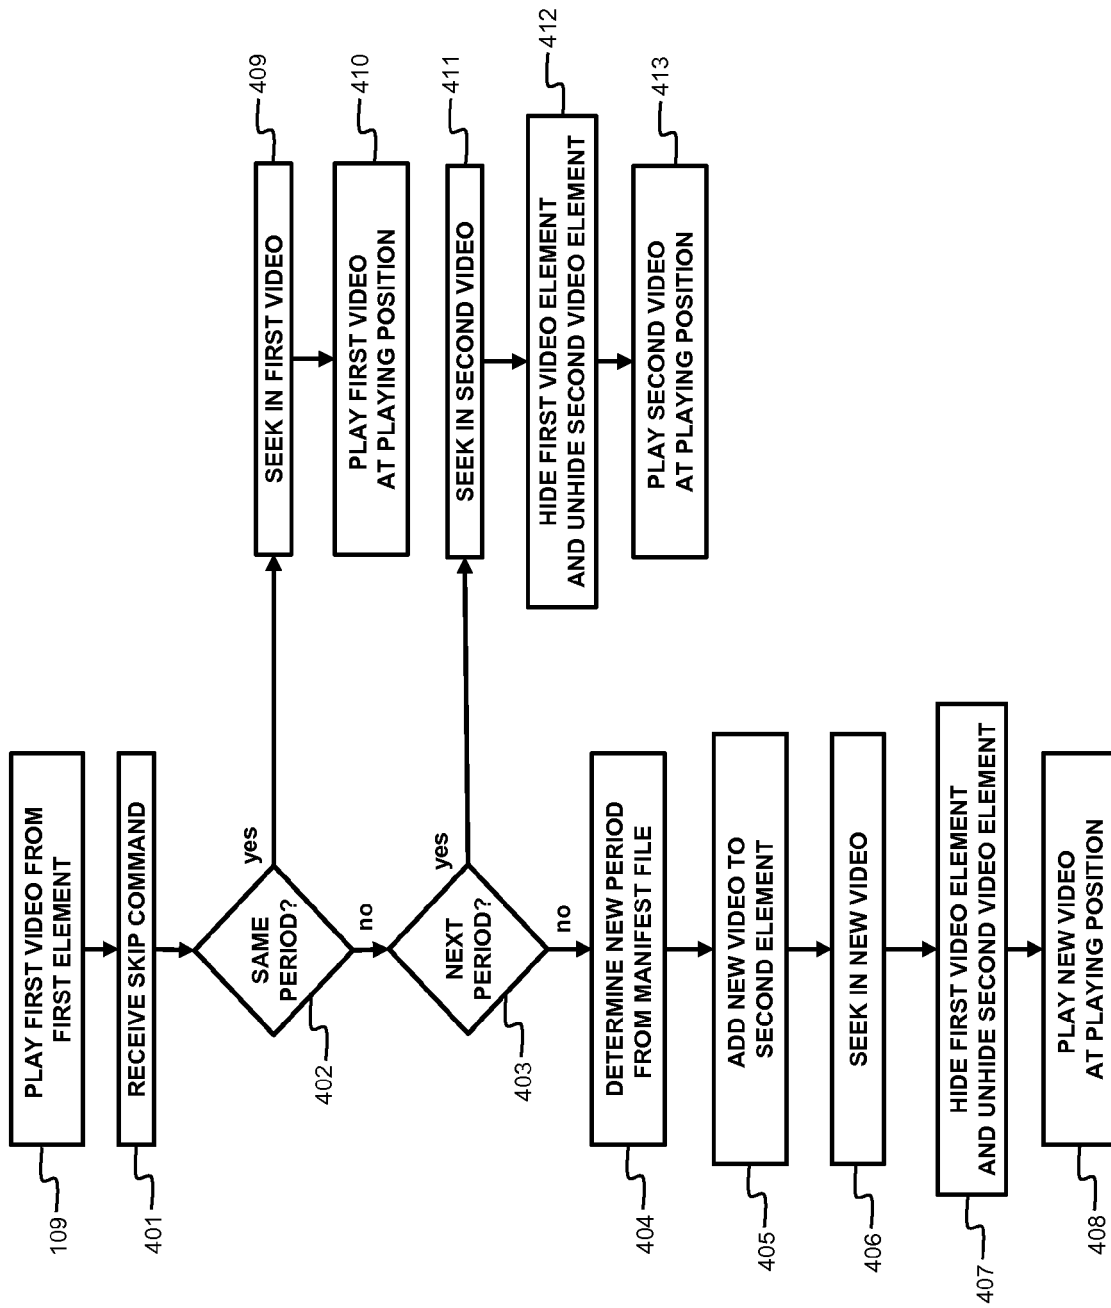 109
PLAY FIRST VIDEO FROM
FIRST ELEMENT
401
RECEIVE SKIP COMMAND
402
SAME
PERIOD?
yes
no
409
SEEK IN FIRST VIDEO
410
PLAY FIRST VIDEO
AT PLAYING POSITION
403
NEXT
PERIOD?
yes
no
411
SEEK IN SECOND VIDEO
412
HIDE FIRST VIDEO ELEMENT
AND UNHIDE SECOND VIDEO ELEMENT
413
PLAY SECOND VIDEO
AT PLAYING POSITION
404
DETERMINE NEW PERIOD
FROM MANIFEST FILE
405
ADD NEW VIDEO TO
SECOND ELEMENT
406
SEEK IN NEW VIDEO
407
HIDE FIRST VIDEO ELEMENT
AND UNHIDE SECOND VIDEO ELEMENT
408
PLAY NEW VIDEO
AT PLAYING POSITION